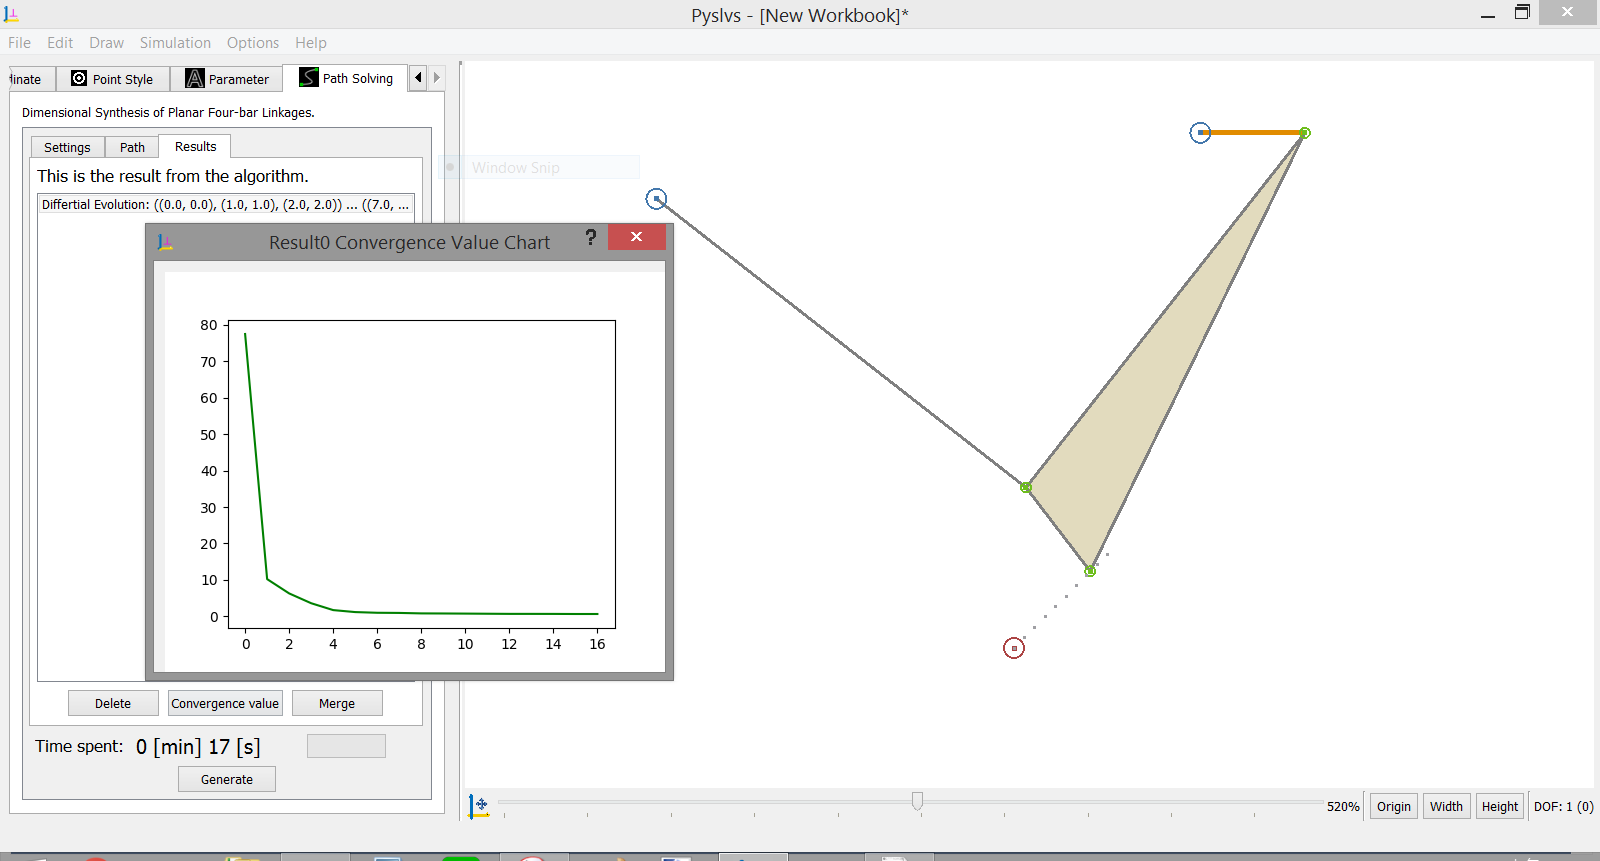 Pyslvs - [New Workbook]*
File Edit Draw Simulation Options Help
inate Point Style Parameter Path Solving
Dimensional Synthesis of Planar Four-bar Linkages.
Settings Path Results
This is the result from the algorithm.
Window Snip
Differtial Evolution: ((0.0, 0.0), (1.0, 1.0), (2.0, 2.0)) ... ((7.0, ...
Result0 Convergence Value Chart ?
80
70
60
50
40
30
20
10
0
0 2 4 6 8 10 12 14 16
Delete Convergence value Merge
Time spent: 0 [min] 17 [s]
Generate
520% Origin Width Height DOF: 1 (0)